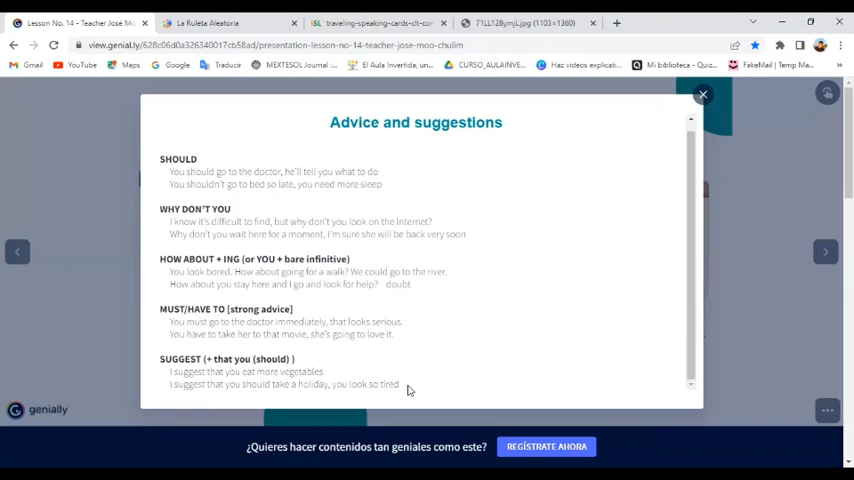 Lesson No. 14 - Teacher José Mo
La Ruleta Aleatoria
traveling-speaking-cards-clt-com
71LL12BymjL.jpg (1103×1360)
view.genial.ly/628c06d0a326340017cb58ad/presentation-lesson-no-14-teacher-jose-moo-chulim
Gmail
YouTube
Maps
Google
Traducir
MEXTESOL Journal :...
El Aula Invertida, un...
CURSO_AULAINVE...
Haz videos explicati...
Mi biblioteca - Quiz...
FakeMail | Temp Ma...
Advice and suggestions
SHOULD
You should go to the doctor, he'll tell you what to do
You shouldn't go to bed so late, you need more sleep
WHY DON'T YOU
I know it's difficult to find, but why don't you look on the Internet?
Why don't you wait here for a moment, I'm sure she will be back very soon
HOW ABOUT + ING (or YOU + bare infinitive)
You look bored. How about going for a walk? We could go to the river.
How about you stay here and I go and look for help? doubt
MUST/HAVE TO [strong advice]
You must go to the doctor immediately, that looks serious.
You have to take her to that movie, she's going to love it.
SUGGEST (+ that you (should) )
I suggest that you eat more vegetables
I suggest that you should take a holiday, you look so tired
genially
¿Quieres hacer contenidos tan geniales como este?
REGÍSTRATE AHORA